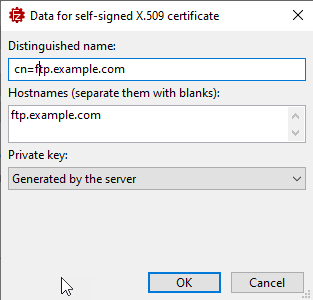 Data for self-signed X.509 certificate
Distinguished name:
cn=ftp.example.com
Hostnames (separate them with blanks):
ftp.example.com
Private key:
Generated by the server
OK
Cancel